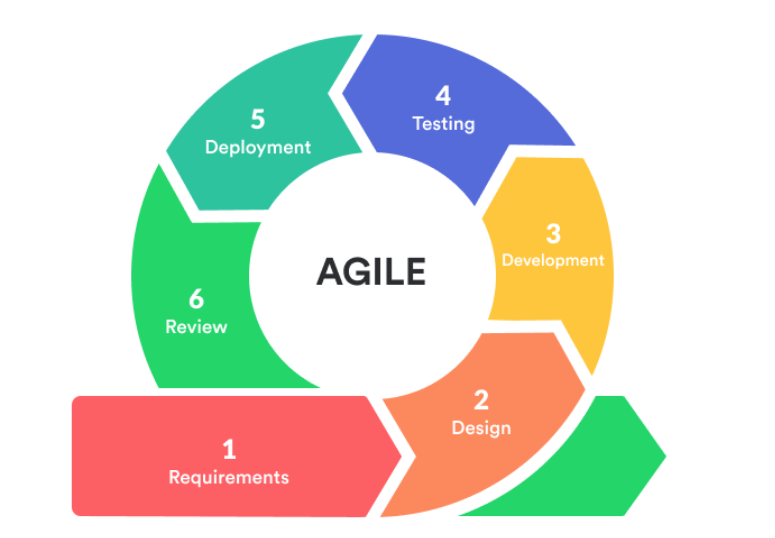 AGILE
1
Requirements
2
Design
3
Development
4
Testing
5
Deployment
6
Review